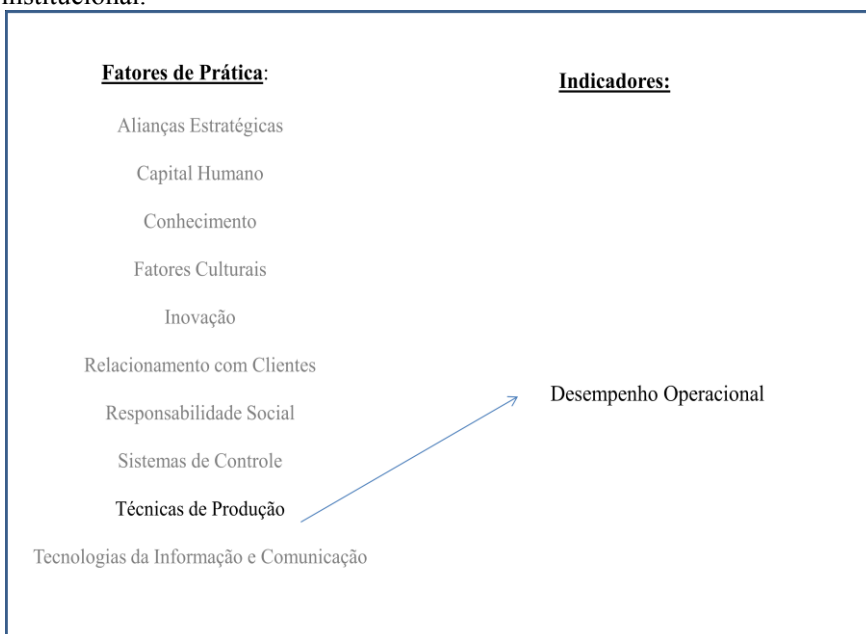 institucional.
Fatores de Prática:
Indicadores:
Alianças Estratégicas
Capital Humano
Conhecimento
Fatores Culturais
Inovação
Relacionamento com Clientes
Desempenho Operacional
Responsabilidade Social
Sistemas de Controle
Técnicas de Produção
Tecnologias da Informação e Comunicação